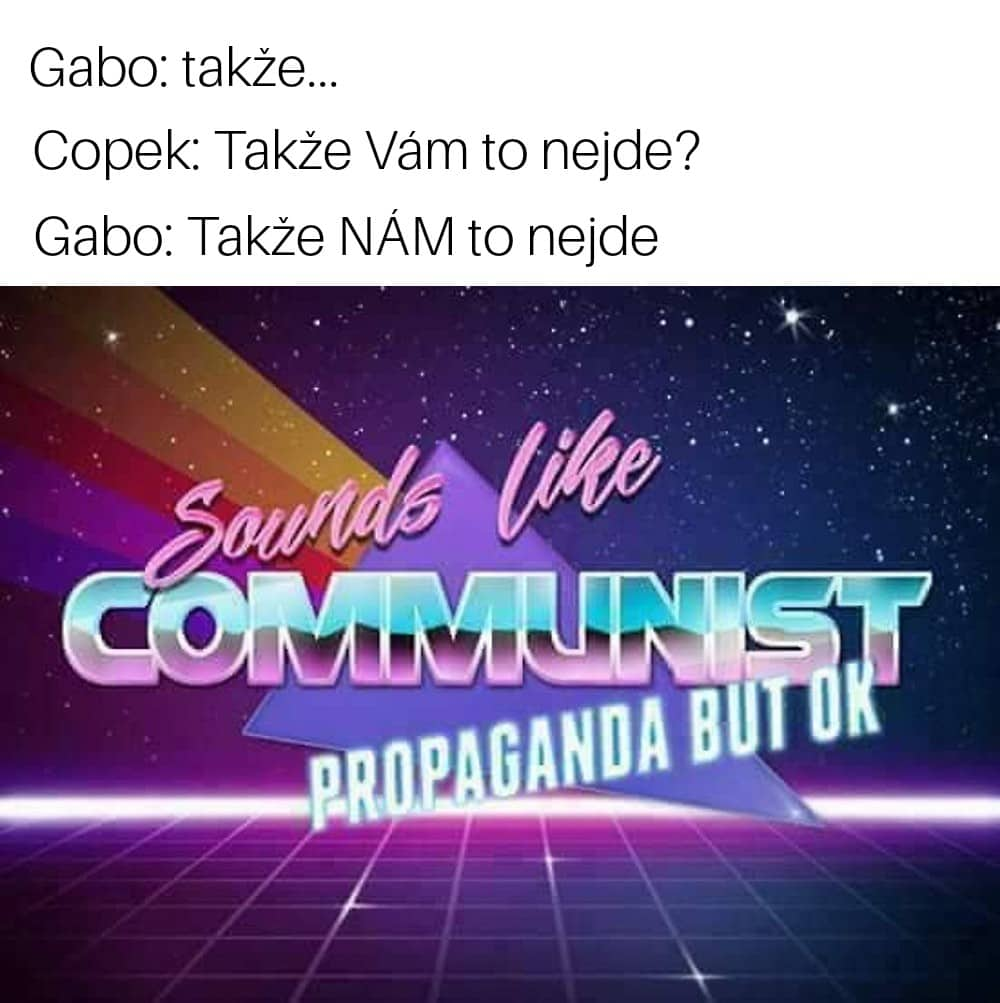 Gabo: takže...
Copek: Takže Vám to nejde?
Gabo: Takže NÁM to nejde
Sounds like
COMMUNIST
PROPAGANDA BUT OK